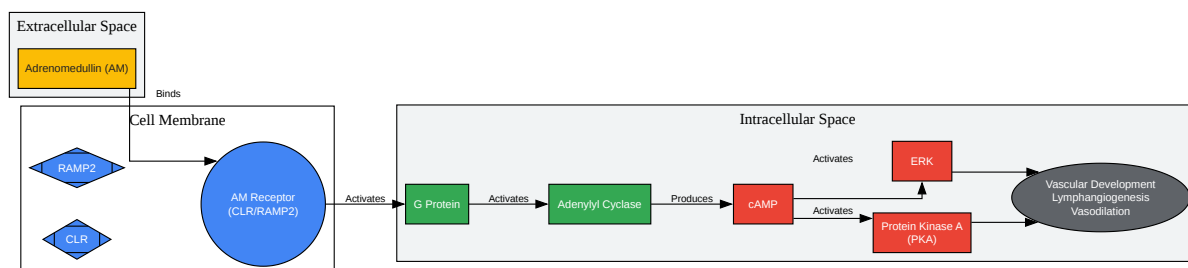 Extracellular Space
Adrenomedullin (AM)
Binds
Cell Membrane
RAMP2
CLR
AM Receptor
(CLR/RAMP2)
Activates
Intracellular Space
G Protein
Activates
Adenylyl Cyclase
Produces
cAMP
Activates
ERK
Activates
Protein Kinase A
(PKA)
Vascular Development
Lymphangiogenesis
Vasodilation